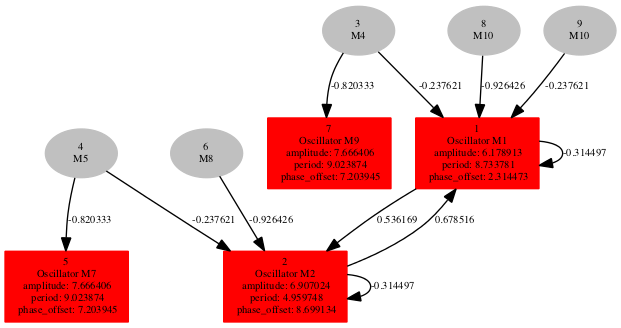 3
M4
8
M10
9
M10
-0.820333
-0.237621
-0.926426
-0.237621
7
Oscillator M9
amplitude: 7.666406
period: 9.023874
phase_offset: 7.203945
1
Oscillator M1
amplitude: 6.178913
period: 8.733781
phase_offset: 2.314473
-0.314497
4
M5
6
M8
-0.820333
-0.237621
-0.926426
0.536169
0.678516
5
Oscillator M7
amplitude: 7.666406
period: 9.023874
phase_offset: 7.203945
2
Oscillator M2
amplitude: 6.907024
period: 4.959748
phase_offset: 8.699134
-0.314497